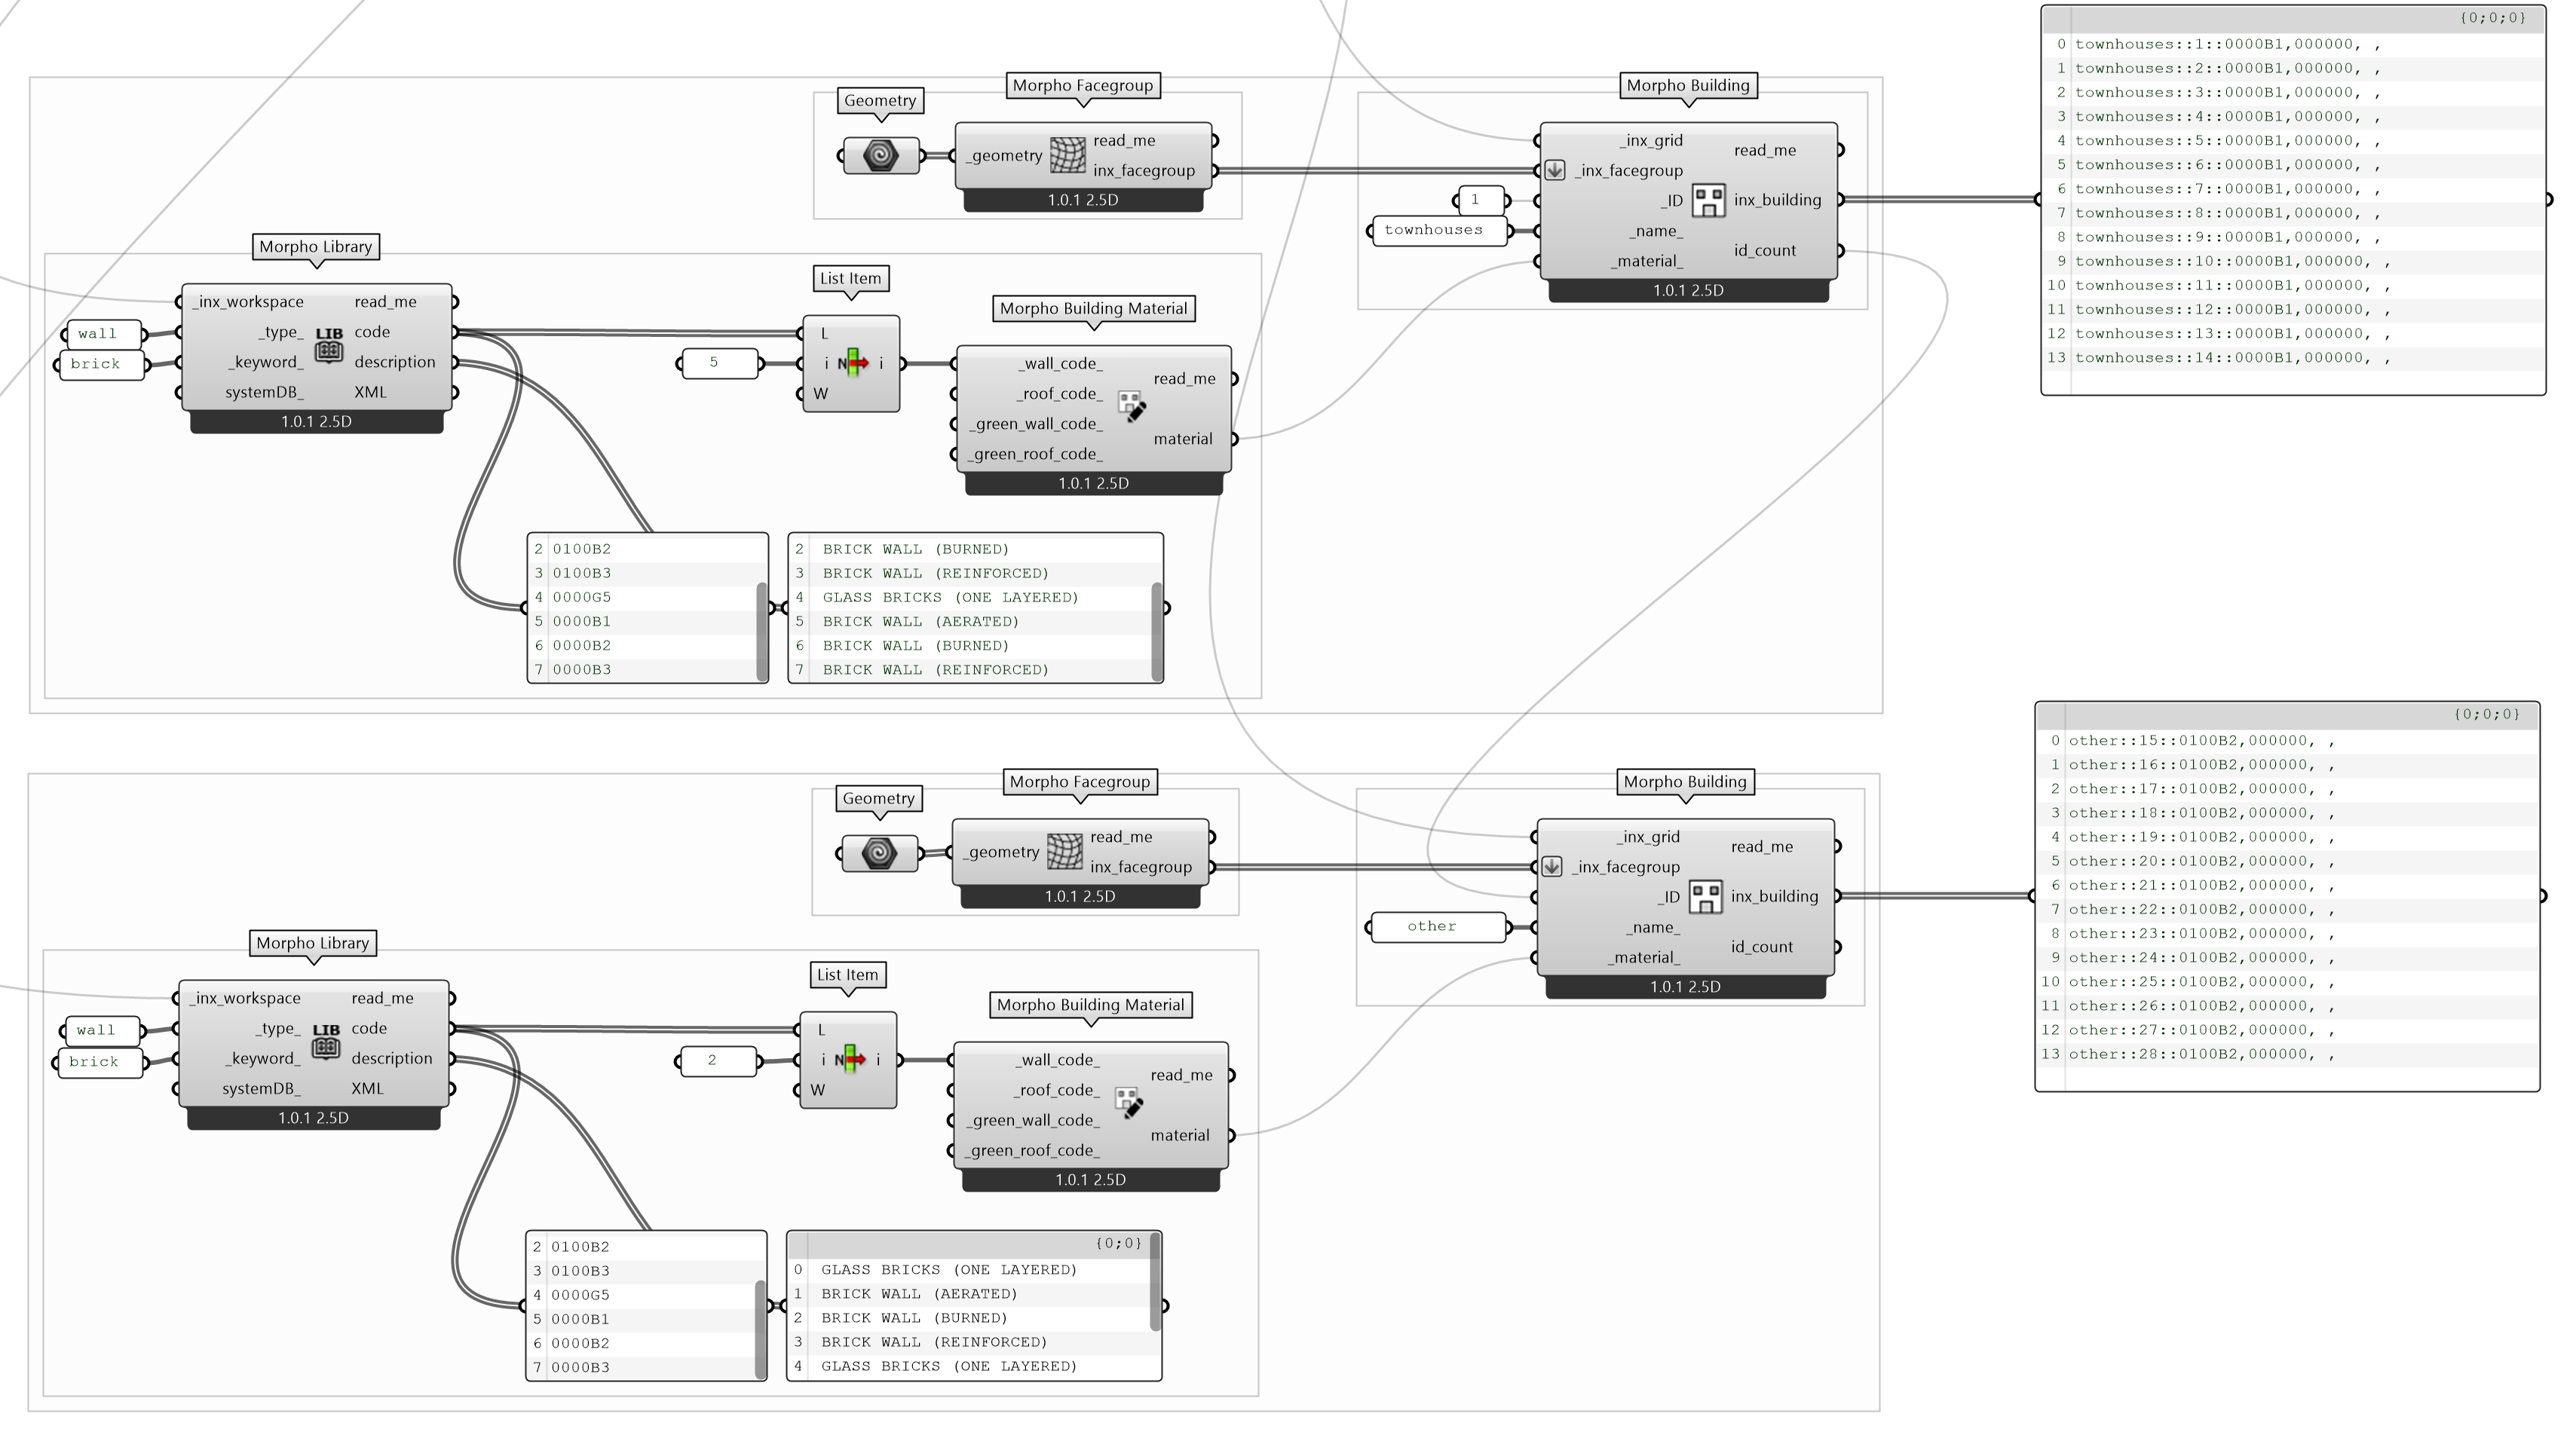 Geometry
Morpho Facegroup
_geometry
read_me
inx_facegroup
1.0.1 2.5D
Morpho Building
_inx_grid
_inx_facegroup
_ID
_name_
_material_
read_me
inx_building
id_count
1.0.1 2.5D
1
townhouses
{0;0;0}
0 townhouses::1::0000B1,000000, ,
1 townhouses::2::0000B1,000000, ,
2 townhouses::3::0000B1,000000, ,
3 townhouses::4::0000B1,000000, ,
4 townhouses::5::0000B1,000000, ,
5 townhouses::6::0000B1,000000, ,
6 townhouses::7::0000B1,000000, ,
7 townhouses::8::0000B1,000000, ,
8 townhouses::9::0000B1,000000, ,
9 townhouses::10::0000B1,000000, ,
10 townhouses::11::0000B1,000000, ,
11 townhouses::12::0000B1,000000, ,
12 townhouses::13::0000B1,000000, ,
13 townhouses::14::0000B1,000000, ,
Morpho Library
wall
brick
_inx_workspace
_type_
_keyword_
systemDB_
LIB
read_me
code
description
XML
1.0.1 2.5D
List Item
5
L
i N i
W
Morpho Building Material
_wall_code_
_roof_code_
_green_wall_code_
_green_roof_code_
read_me
material
1.0.1 2.5D
2 0100B2
3 0100B3
4 0000G5
5 0000B1
6 0000B2
7 0000B3
2 BRICK WALL (BURNED)
3 BRICK WALL (REINFORCED)
4 GLASS BRICKS (ONE LAYERED)
5 BRICK WALL (AERATED)
6 BRICK WALL (BURNED)
7 BRICK WALL (REINFORCED)
Geometry
Morpho Facegroup
_geometry
read_me
inx_facegroup
1.0.1 2.5D
Morpho Building
_inx_grid
_inx_facegroup
_ID
_name_
_material_
read_me
inx_building
id_count
1.0.1 2.5D
other
{0;0;0}
0 other::15::0100B2,000000, ,
1 other::16::0100B2,000000, ,
2 other::17::0100B2,000000, ,
3 other::18::0100B2,000000, ,
4 other::19::0100B2,000000, ,
5 other::20::0100B2,000000, ,
6 other::21::0100B2,000000, ,
7 other::22::0100B2,000000, ,
8 other::23::0100B2,000000, ,
9 other::24::0100B2,000000, ,
10 other::25::0100B2,000000, ,
11 other::26::0100B2,000000, ,
12 other::27::0100B2,000000, ,
13 other::28::0100B2,000000, ,
Morpho Library
wall
brick
_inx_workspace
_type_
_keyword_
systemDB_
LIB
read_me
code
description
XML
1.0.1 2.5D
List Item
2
L
i N i
W
Morpho Building Material
_wall_code_
_roof_code_
_green_wall_code_
_green_roof_code_
read_me
material
1.0.1 2.5D
2 0100B2
3 0100B3
4 0000G5
5 0000B1
6 0000B2
7 0000B3
{0;0}
0 GLASS BRICKS (ONE LAYERED)
1 BRICK WALL (AERATED)
2 BRICK WALL (BURNED)
3 BRICK WALL (REINFORCED)
4 GLASS BRICKS (ONE LAYERED)